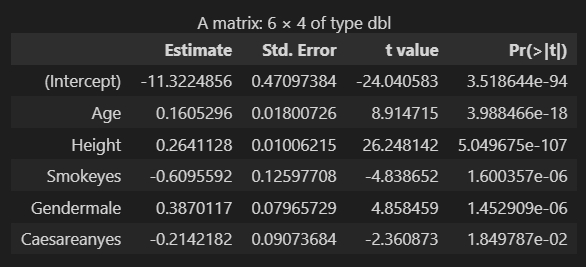 A matrix: 6 × 4 of type dbl
Estimate Std. Error t value Pr(>|t|)
(Intercept) -11.3224856 0.47097384 -24.040583 3.518644e-94
Age 0.1605296 0.01800726 8.914715 3.988466e-18
Height 0.2641128 0.01006215 26.248142 5.049675e-107
Smokeyes -0.6095592 0.12597708 -4.838652 1.600357e-06
Gendermale 0.3870117 0.07965729 4.858459 1.452909e-06
Caesareanyes -0.2142182 0.09073684 -2.360873 1.849787e-02